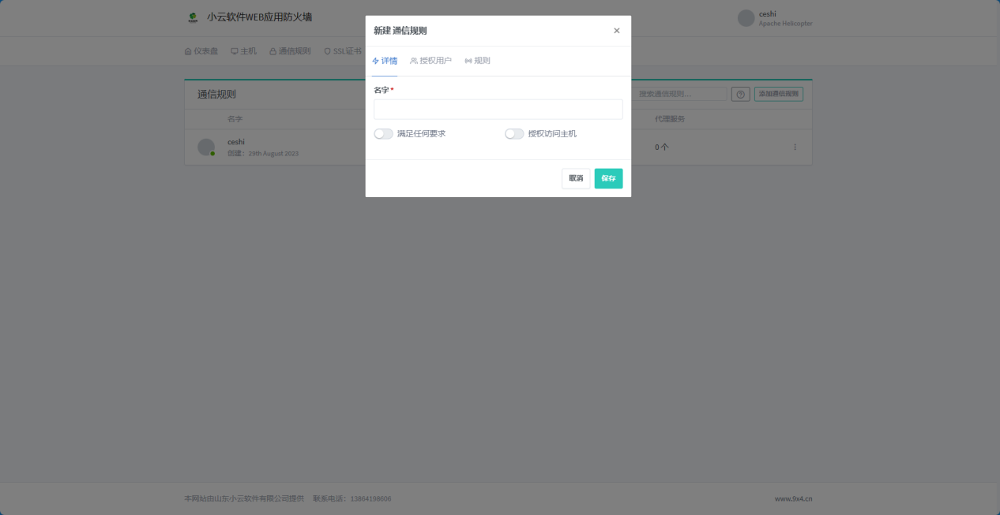 小云软件WEB应用防火墙
ceshi
Apache Helicopter
仪表盘 主机 通信规则 SSL证书
新建 通信规则
详情 授权用户 规则
名字*
满足任何要求 授权访问主机
取消 保存
通信规则 搜索通信规则... 添加通信规则
名字 代理服务
ceshi
创建：29th August 2023
0 个
本网站由山东小云软件有限公司提供 联系电话：13864198606
www.9x4.cn